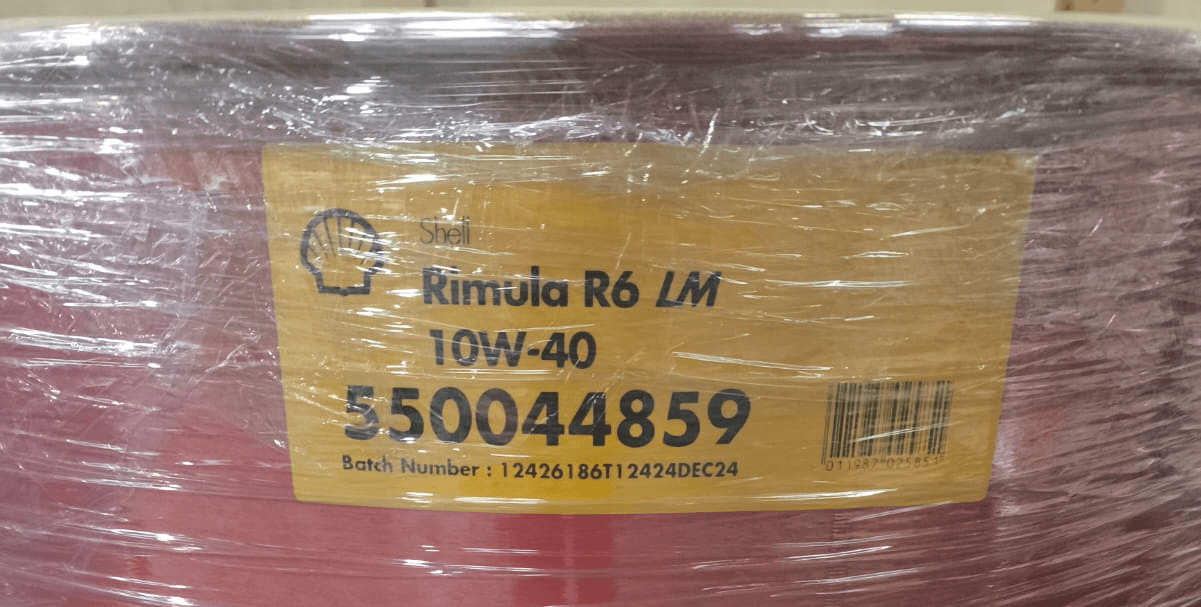 Shell
Rimula R6 LM
10W-40
550044859
Batch Number : 12426186T12424DEC24